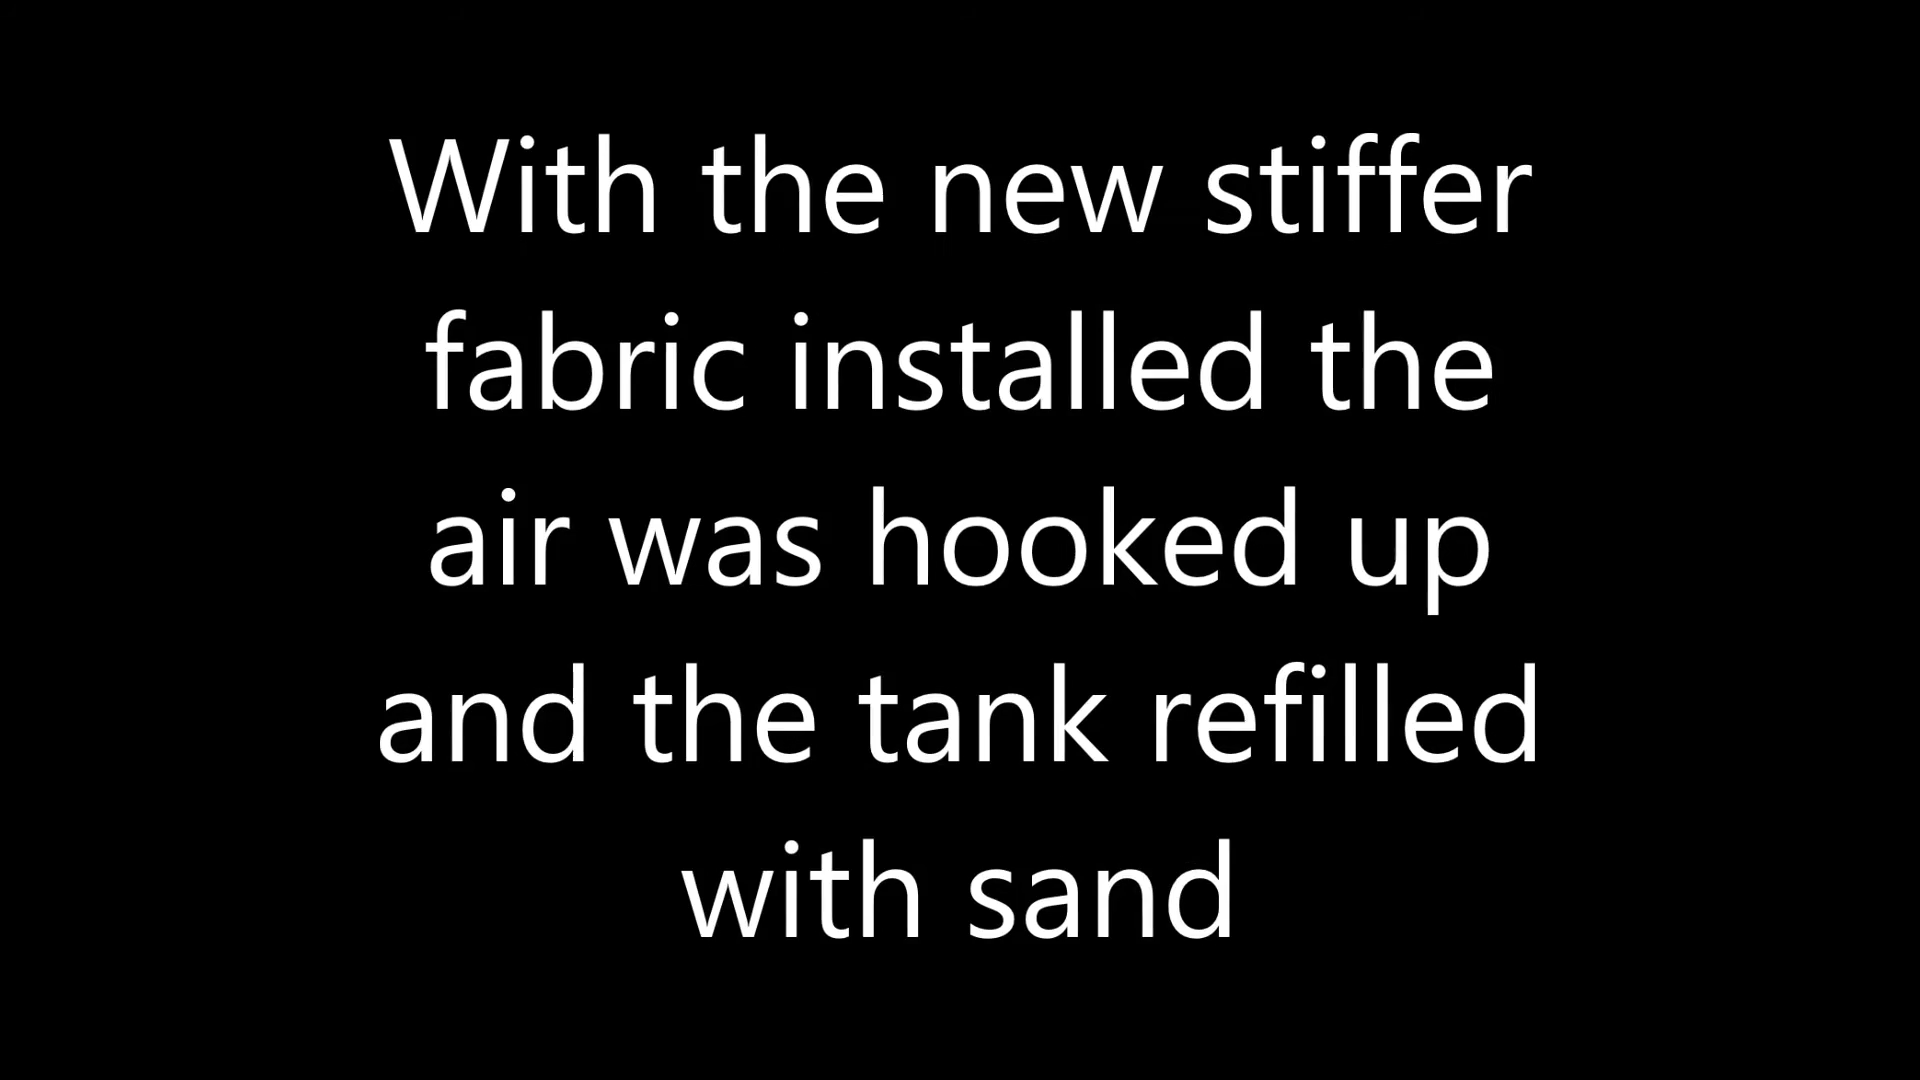 With the new stiffer
fabric installed the
air was hooked up
and the tank refilled
with sand